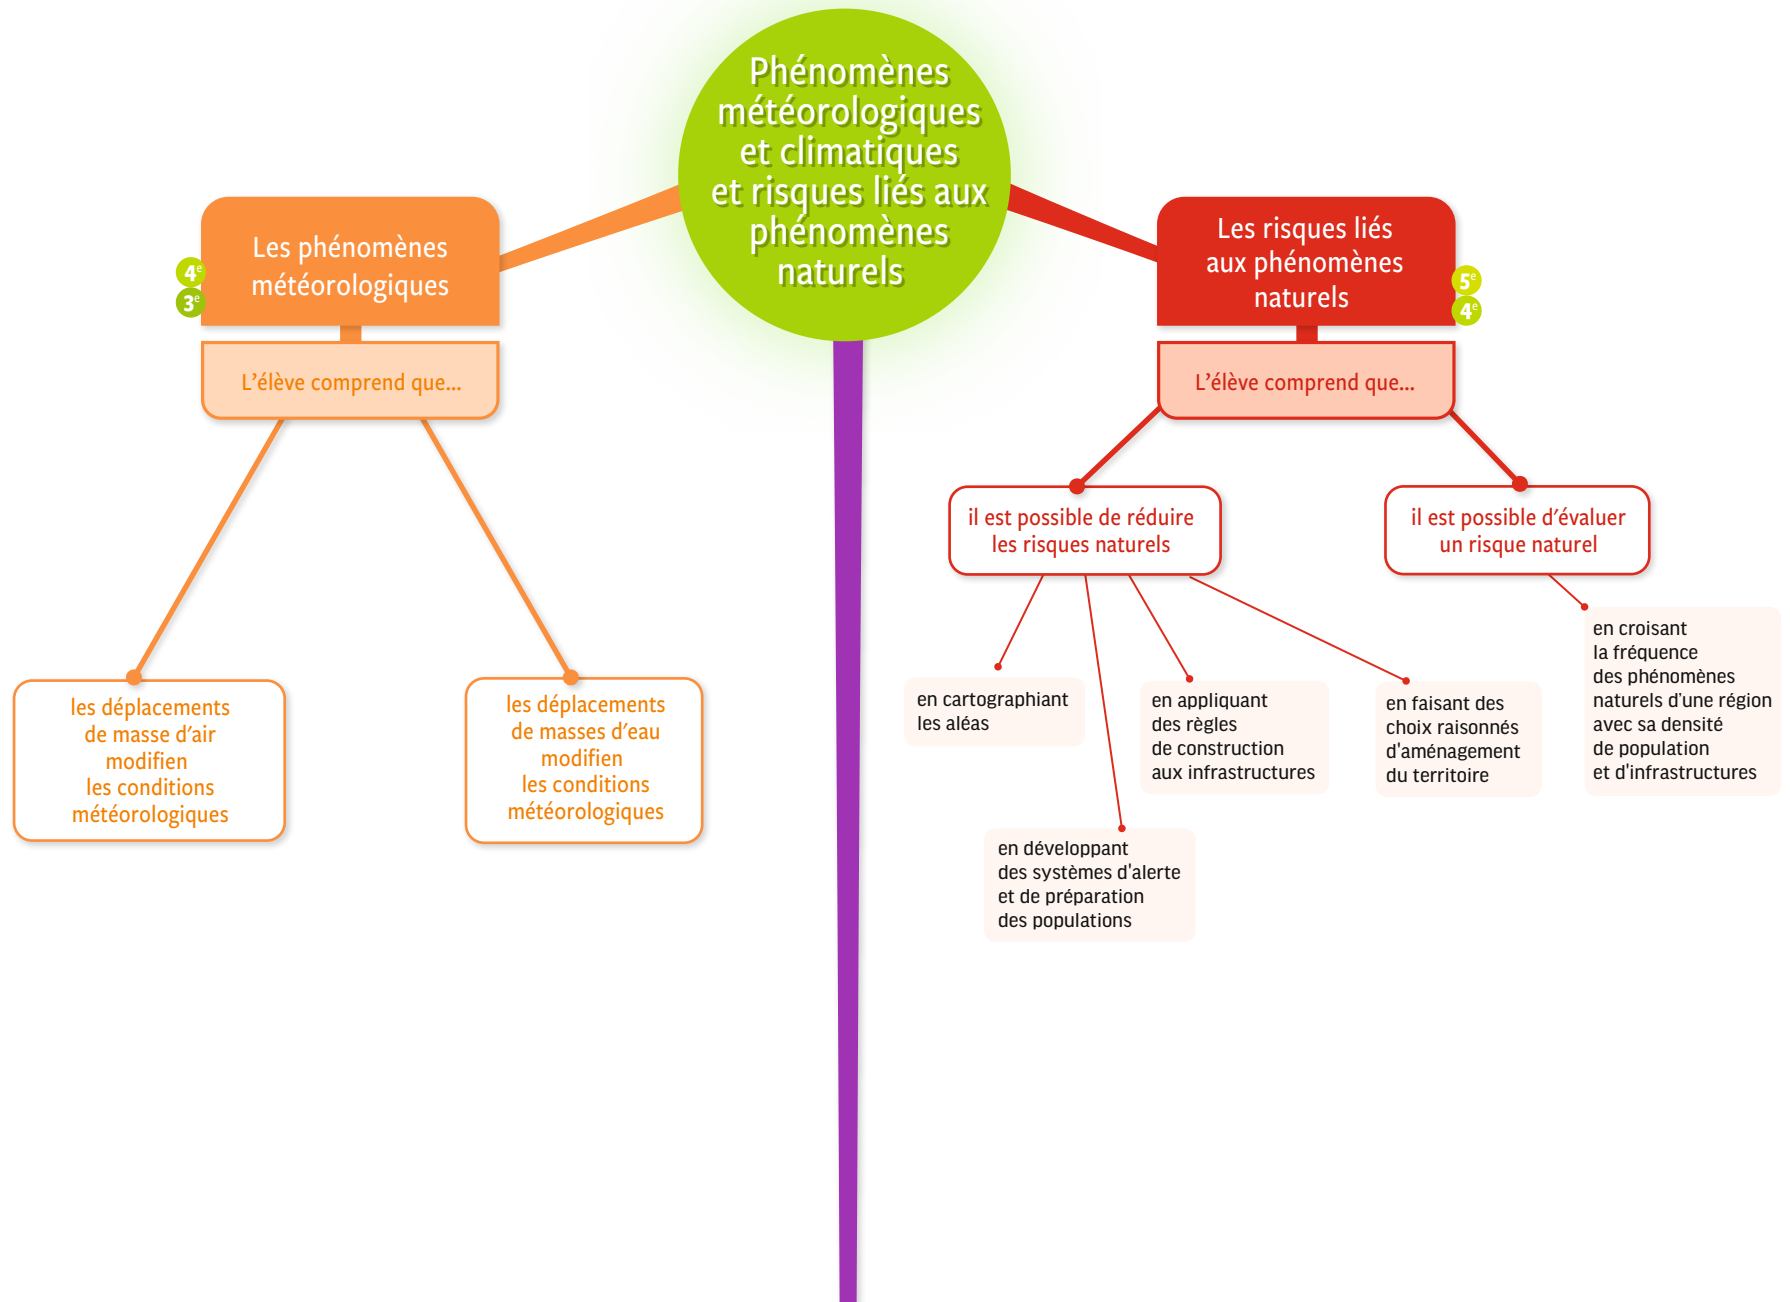 Phénomènes
météorologiques
et climatiques
et risques liés aux
phénomènes
naturels
Les phénomènes
météorologiques
4e
3e
L'élève comprend que...
les déplacements
de masse d'air
modifien
les conditions
météorologiques
les déplacements
de masses d'eau
modifien
les conditions
météorologiques
Les risques liés
aux phénomènes
naturels
5e
4e
L'élève comprend que...
il est possible de réduire
les risques naturels
il est possible d'évaluer
un risque naturel
en cartographiant
les aléas
en développant
des systèmes d'alerte
et de préparation
des populations
en appliquant
des règles
de construction
aux infrastructures
en faisant des
choix raisonnés
d'aménagement
du territoire
en croisant
la fréquence
des phénomènes
naturels d'une région
avec sa densité
de population
et d'infrastructures